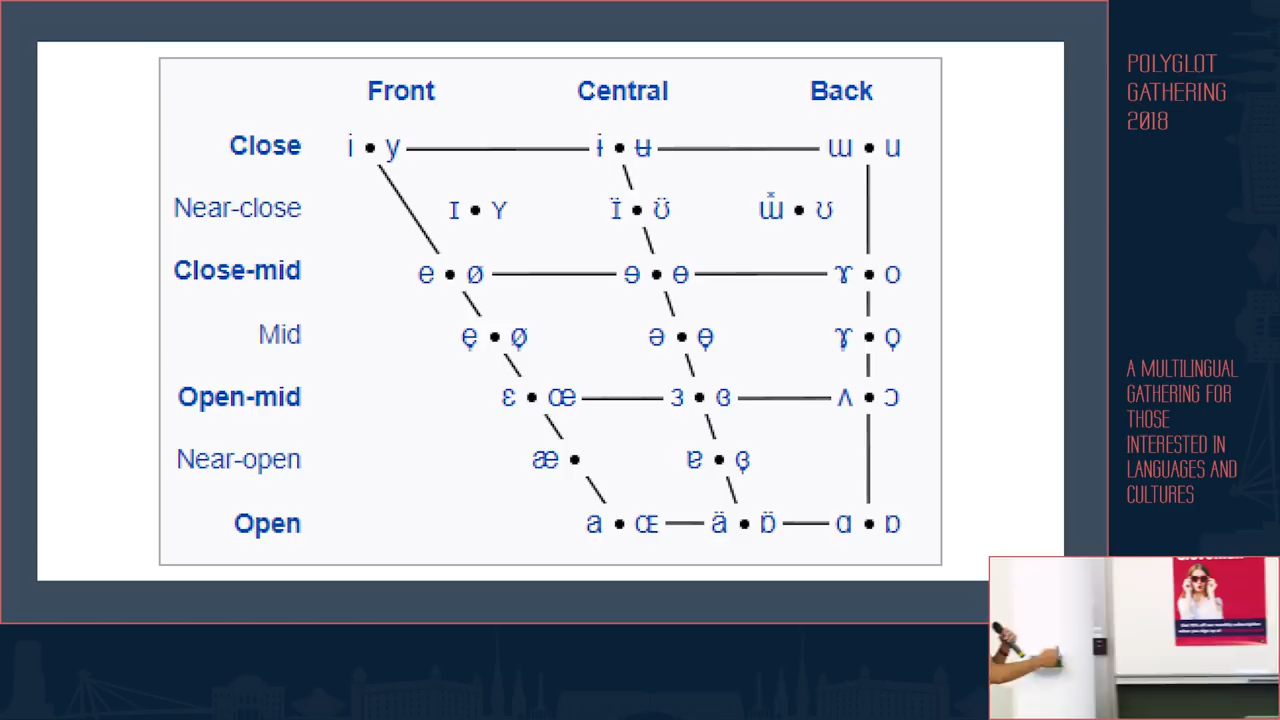 Front Central Back
Close i • y ɨ • ʉ ɯ • u
Near-close ɪ • ʏ ɪ̈ • ʊ̈ ɯ̽ • ʊ
Close-mid e • ø ɘ • ɵ ɤ • o
Mid e̞ • ø̞ ə • ɵ̞ ɤ̞ • o̞
Open-mid ɛ • œ ɜ • ɞ ʌ • ɔ
Near-open æ • ɐ • ɞ̞
Open a • ɶ ä • ɒ̈ ɑ • ɒ
POLYGLOT
GATHERING
2018
A MULTILINGUAL
GATHERING FOR
THOSE
INTERESTED IN
LANGUAGES AND
CULTURES